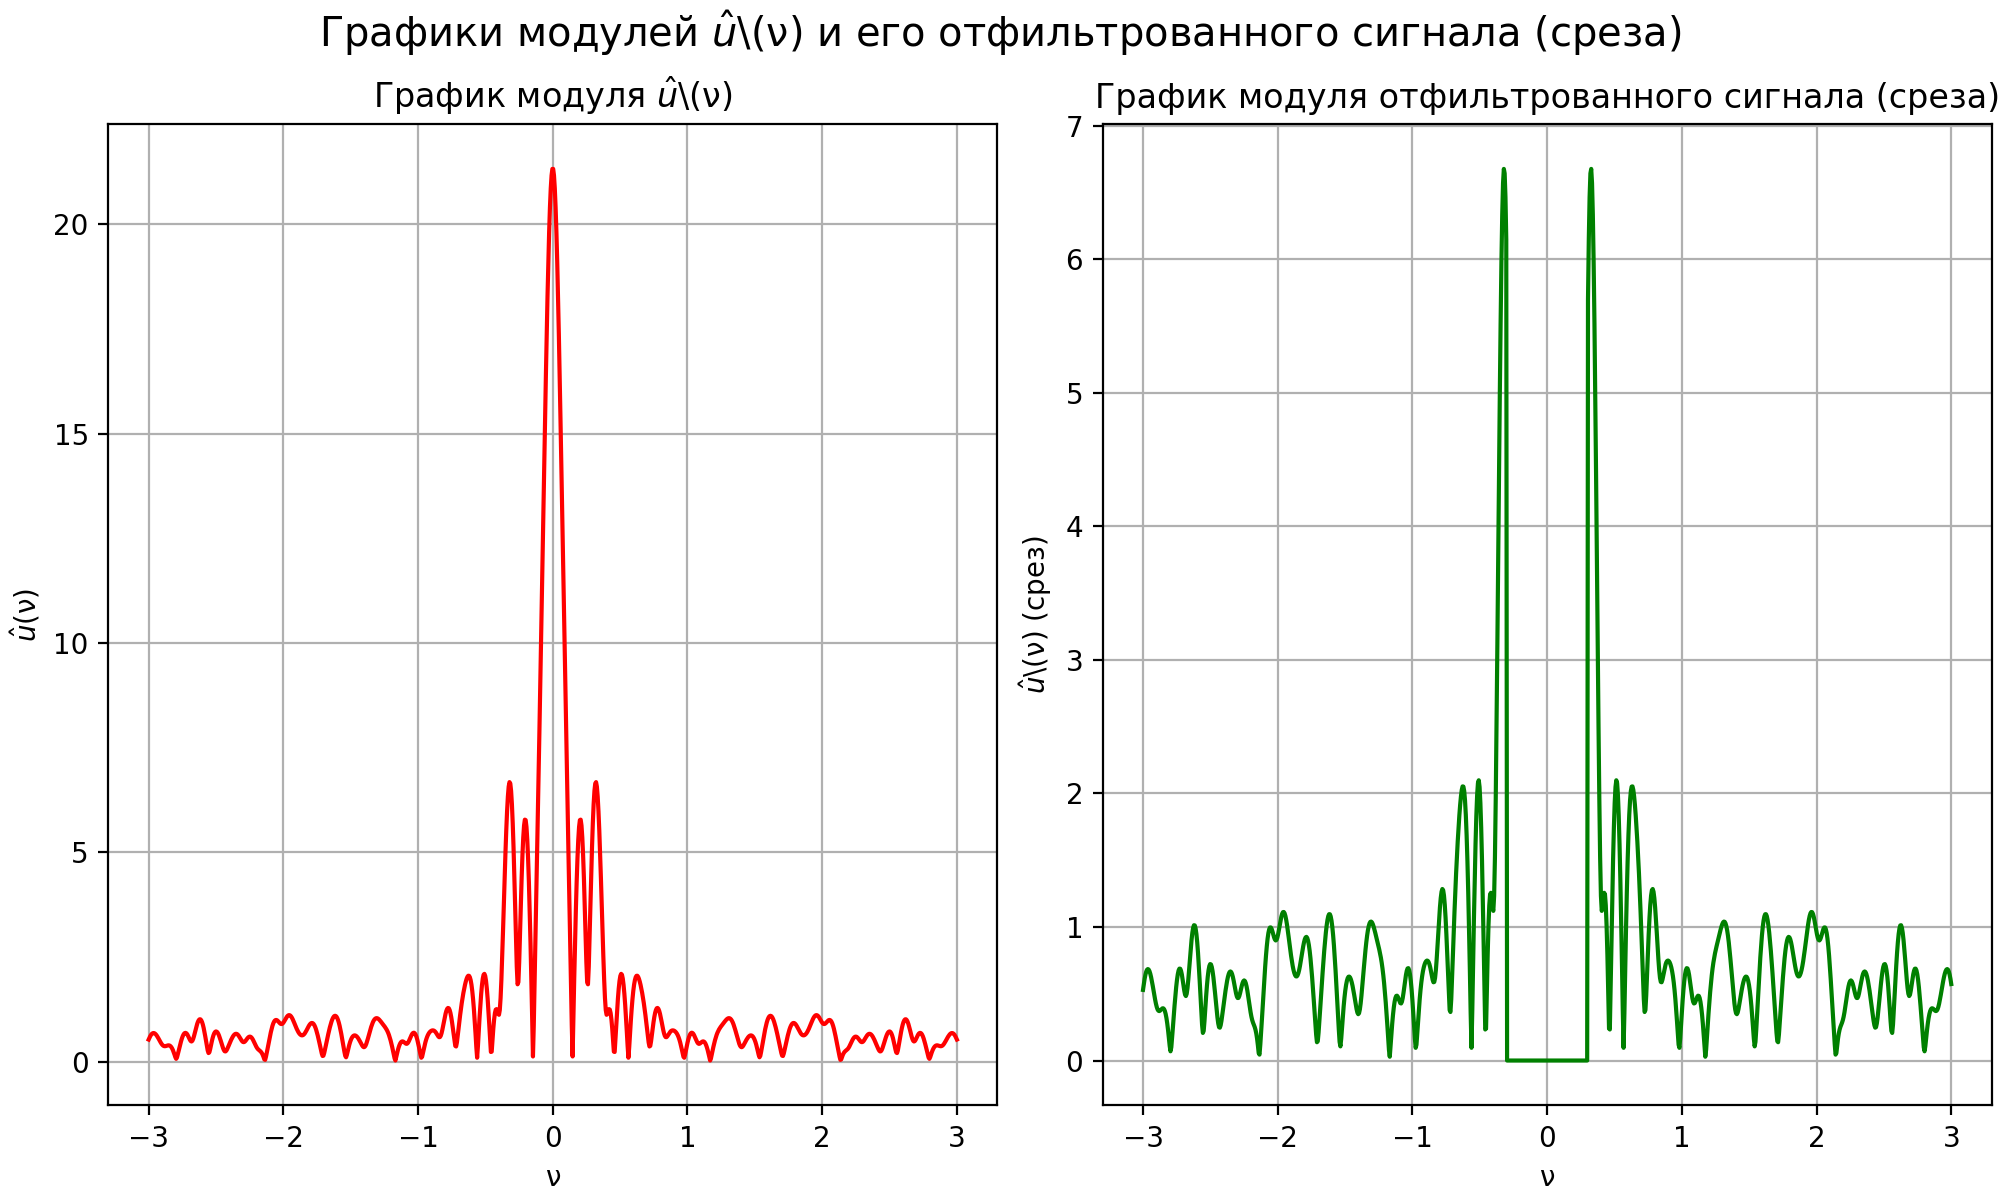 Графики модулей û\(ν) и его отфильтрованного сигнала (среза)
График модуля û\(ν)
û(ν)
20
15
10
5
0
−3 −2 −1 0 1 2 3
ν
График модуля отфильтрованного сигнала (среза)
û\(ν) (срез)
7
6
5
4
3
2
1
0
−3 −2 −1 0 1 2 3
ν